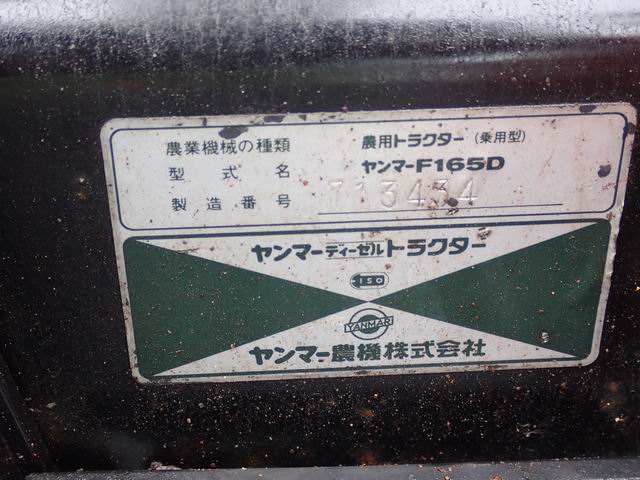 農業機械の種類 農用トラクター（乗用型）
型式名 ヤンマーF165D
製造番号 713434
ヤンマーディーゼルトラクター
ISO
YANMAR
ヤンマー農機株式会社